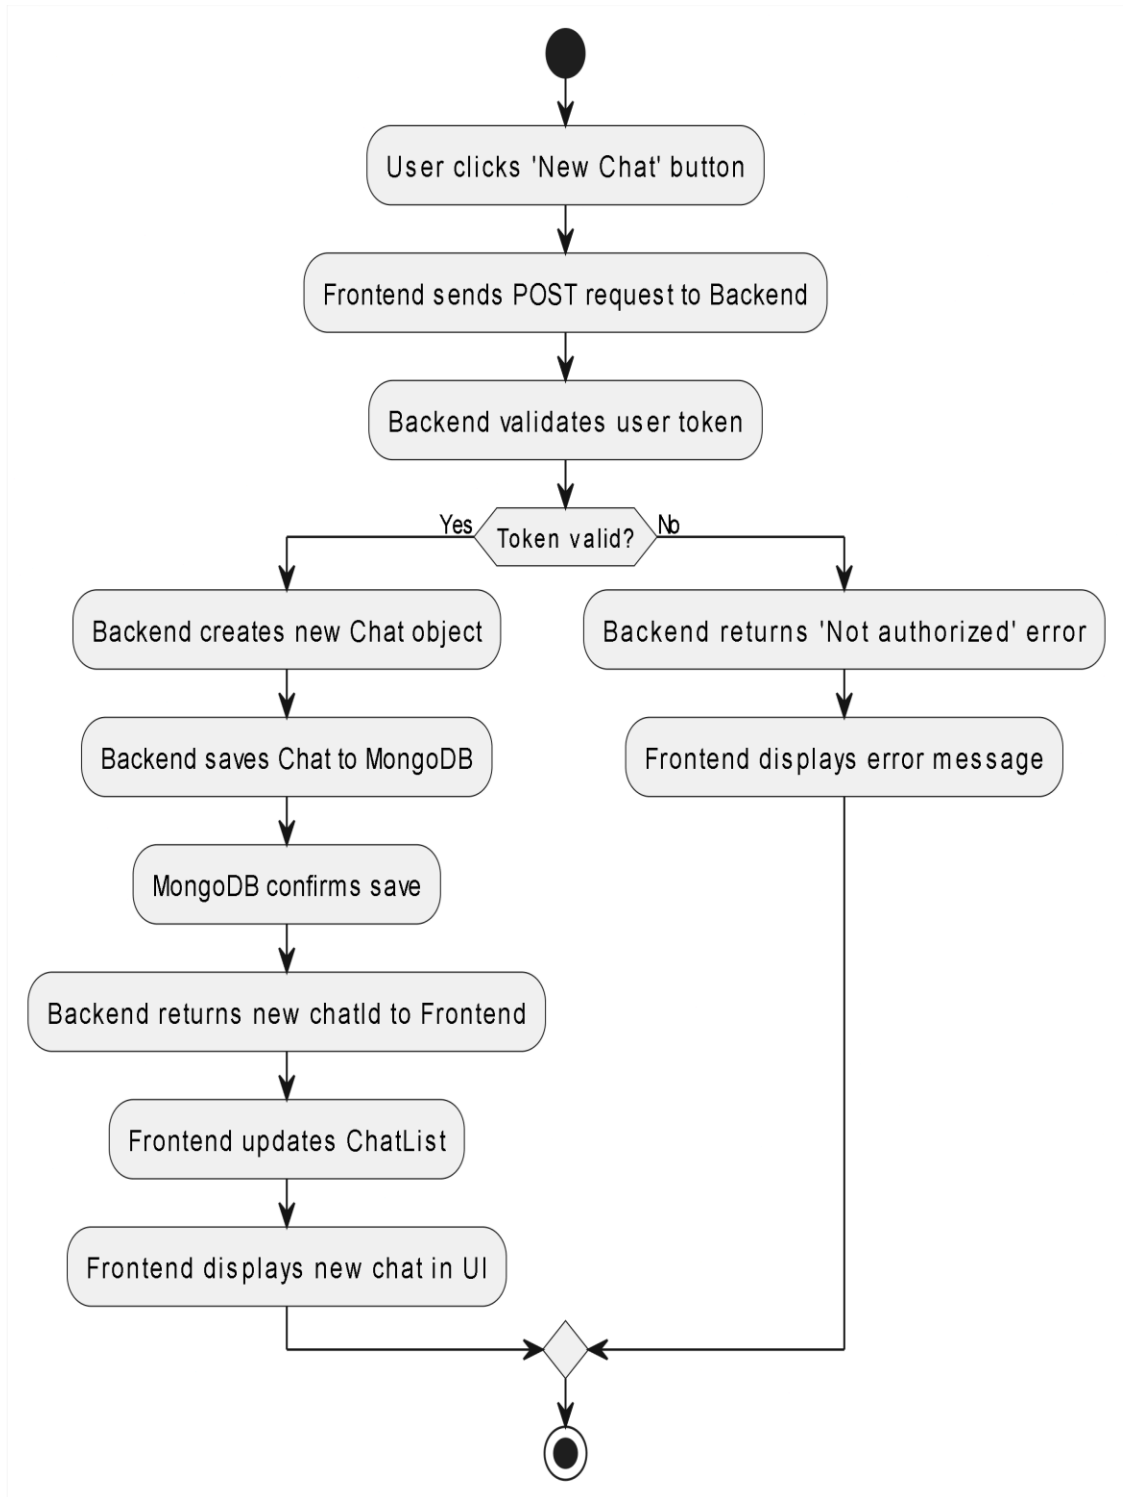 User clicks 'New Chat' button
Frontend sends POST request to Backend
Backend validates user token
Yes
Token valid?
No
Backend creates new Chat object
Backend returns 'Not authorized' error
Backend saves Chat to MongoDB
Frontend displays error message
MongoDB confirms save
Backend returns new chatId to Frontend
Frontend updates ChatList
Frontend displays new chat in UI